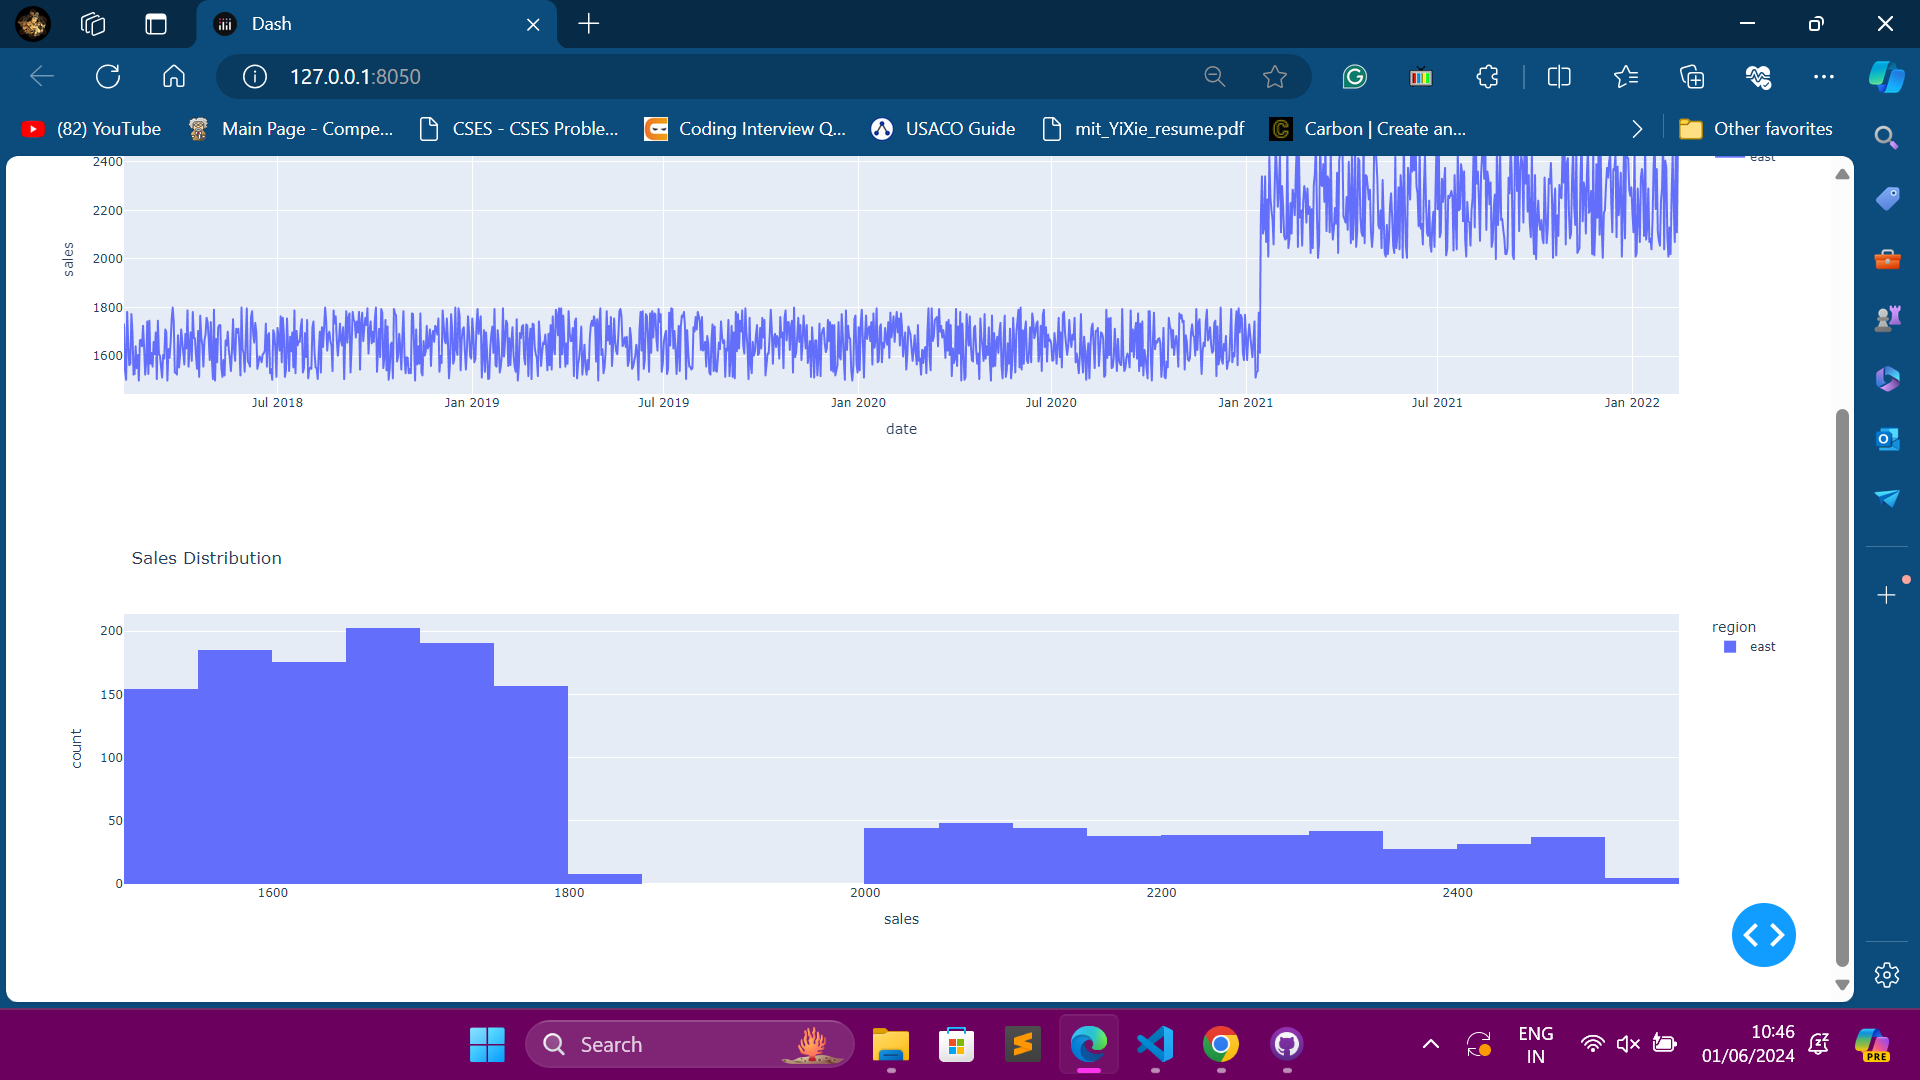 Dash
127.0.0.1:8050
(82) YouTube
Main Page - Compe...
CSES - CSES Proble...
Coding Interview Q...
USACO Guide
mit_YiXie_resume.pdf
Carbon | Create an...
Other favorites
2400
2200
2000
1800
1600
sales
east
Jul 2018
Jan 2019
Jul 2019
Jan 2020
Jul 2020
Jan 2021
Jul 2021
Jan 2022
date
Sales Distribution
200
150
100
50
0
count
region
east
1600
1800
2000
2200
2400
sales
Search
ENG
IN
10:46
01/06/2024
PRE